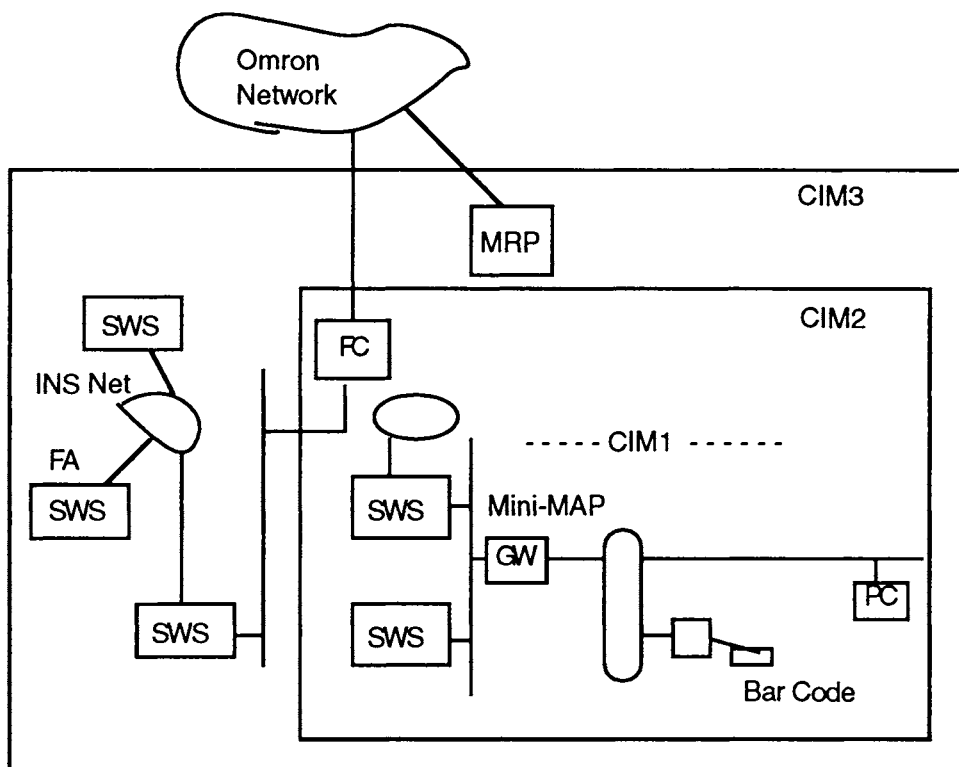 Omron
Network
CIM3
MRP
CIM2
SWS
FC
INS Net
CIM1
FA
SWS
SWS
Mini-MAP
GW
PC
SWS
SWS
Bar Code